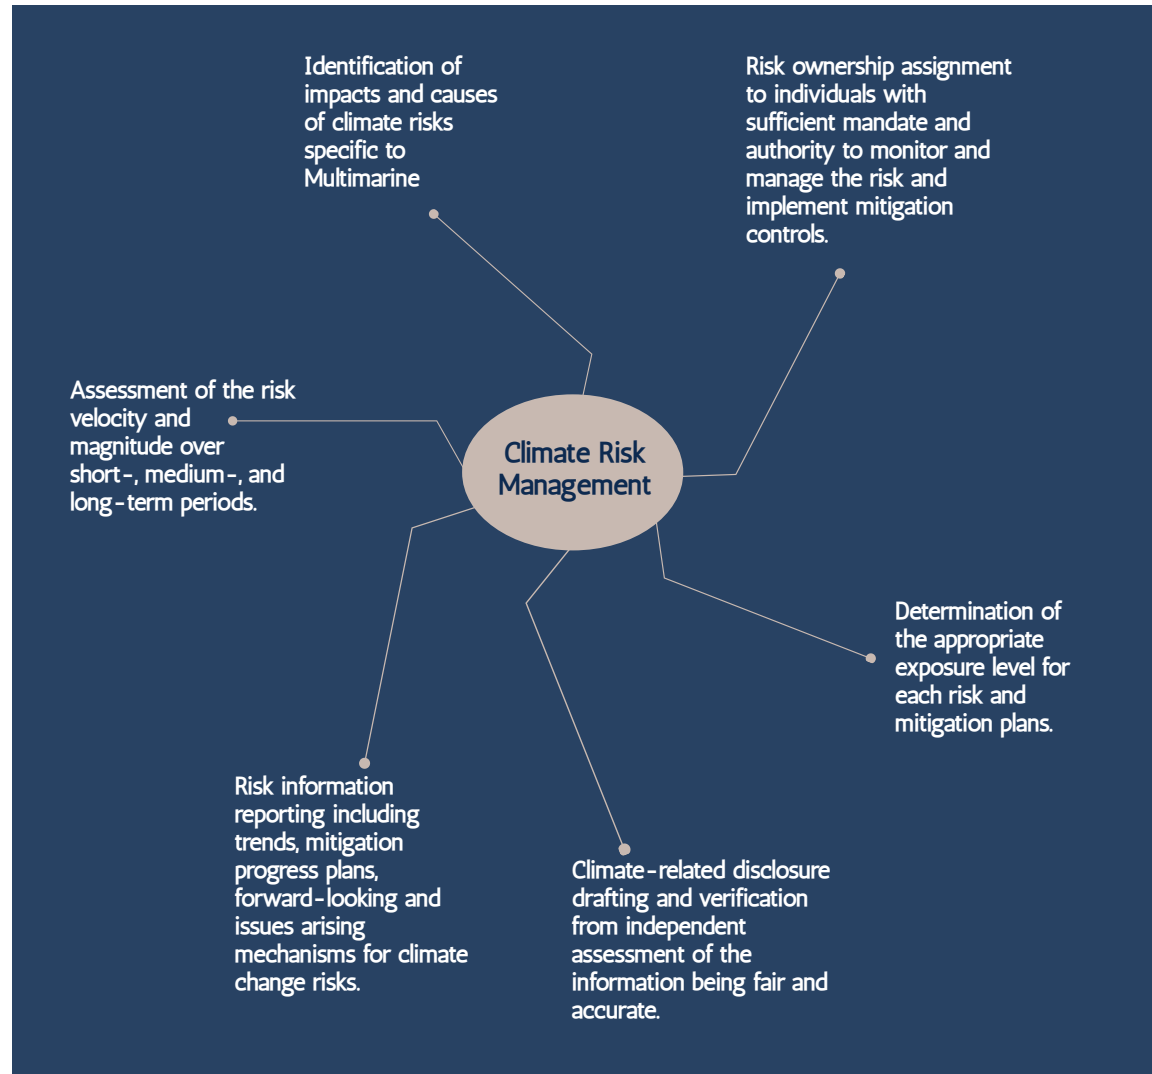 Identification of
impacts and causes
of climate risks
specific to
Multimarine
Risk ownership assignment
to individuals with
sufficient mandate and
authority to monitor and
manage the risk and
implement mitigation
controls.
Assessment of the risk
velocity and
magnitude over
short-, medium-, and
long-term periods.
Climate Risk
Management
Determination of
the appropriate
exposure level for
each risk and
mitigation plans.
Risk information
reporting including
trends, mitigation
progress plans,
forward-looking and
issues arising
mechanisms for climate
change risks.
Climate-related disclosure
drafting and verification
from independent
assessment of the
information being fair and
accurate.